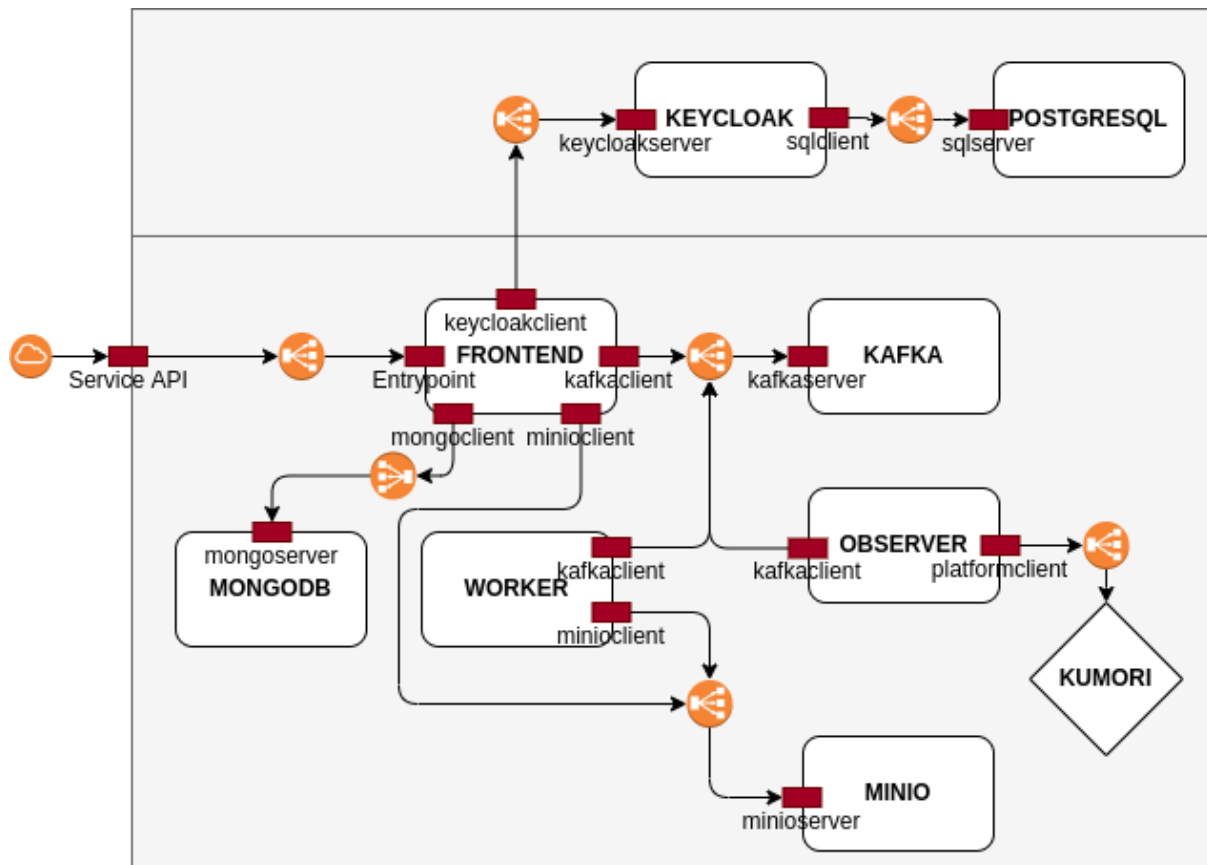 KEYCLOAK
POSTGRESQL
keycloakserver
sqlclient
sqlserver
keycloakclient
FRONTEND
KAFKA
Service API
Entrypoint
kafkaclient
kafkaserver
mongoclient
minioclient
mongoserver
MONGODB
WORKER
kafkaclient
minioclient
OBSERVER
kafkaclient
platformclient
KUMORI
MINIO
minioserver